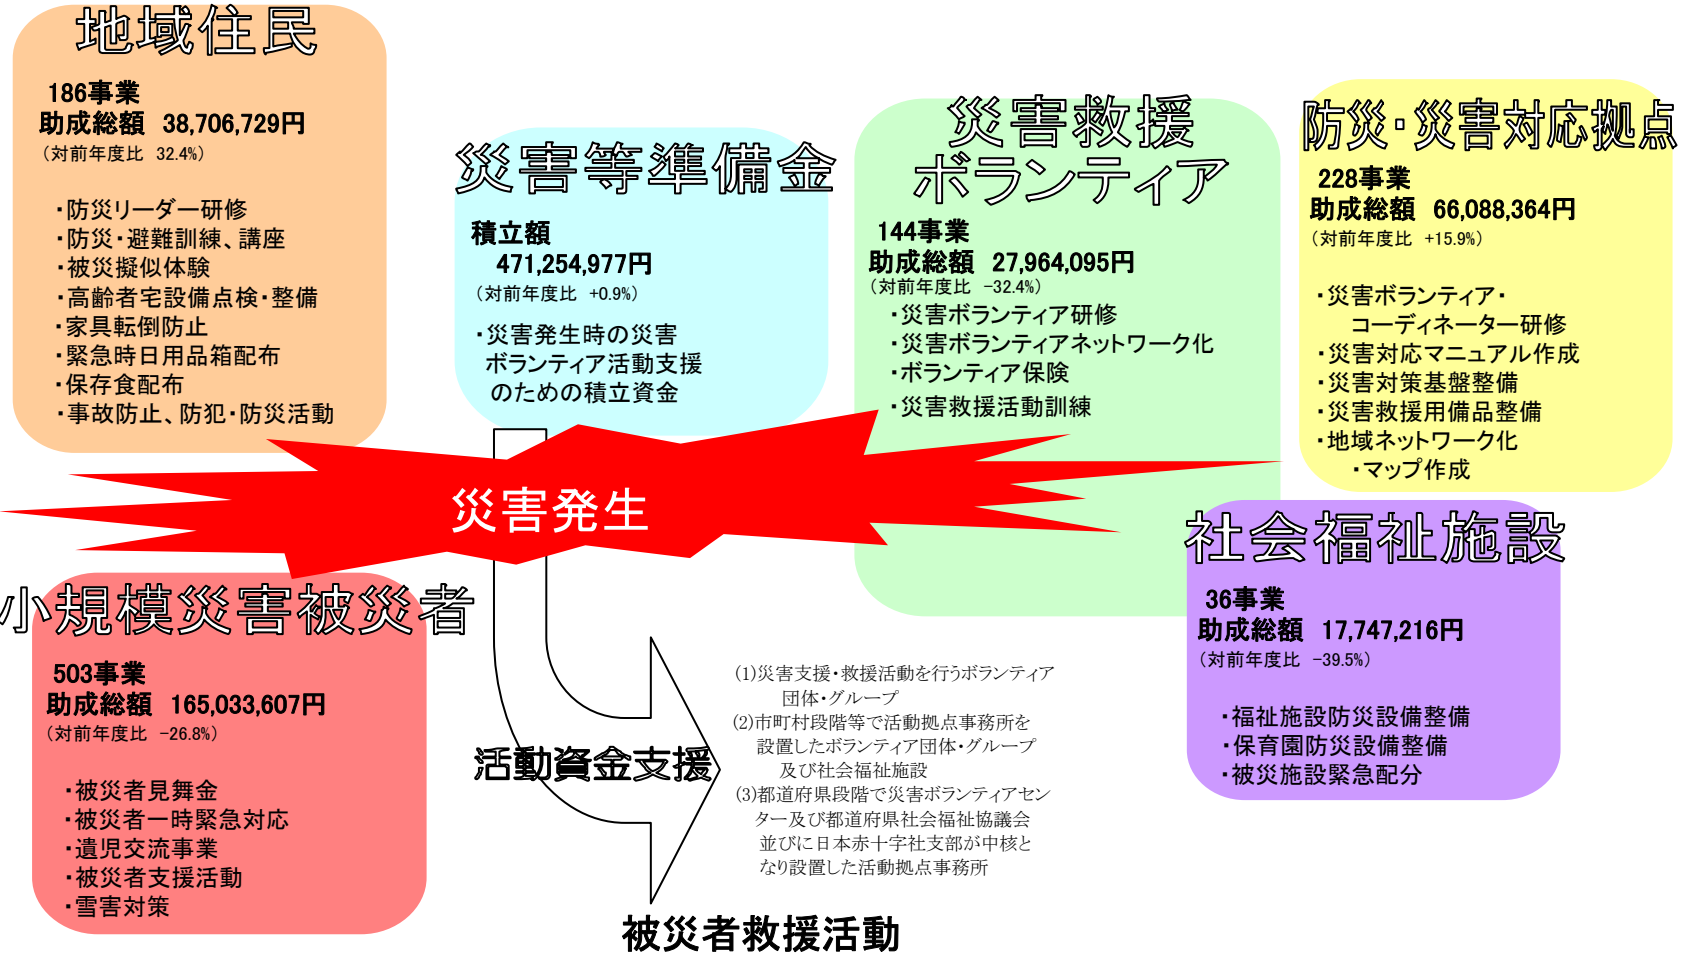 地域住民
186事業
助成総額 38,706,729円
(対前年度比 32.4%)
・防災リーダー研修
・防災・避難訓練、講座
・被災擬似体験
・高齢者宅設備点検・整備
・家具転倒防止
・緊急時日用品箱配布
・保存食配布
・事故防止、防犯・防災活動
災害等準備金
積立額
471,254,977円
(対前年度比 +0.9%)
・災害発生時の災害
ボランティア活動支援
のための積立資金
災害救援
ボランティア
144事業
助成総額 27,964,095円
(対前年度比 -32.4%)
・災害ボランティア研修
・災害ボランティアネットワーク化
・ボランティア保険
・災害救援活動訓練
防災・災害対応拠点
228事業
助成総額 66,088,364円
(対前年度比 +15.9%)
・災害ボランティア・
コーディネーター研修
・災害対応マニュアル作成
・災害対策基盤整備
・災害救援用備品整備
・地域ネットワーク化
・マップ作成
災害発生
小規模災害被災者
503事業
助成総額 165,033,607円
(対前年度比 -26.8%)
・被災者見舞金
・被災者一時緊急対応
・遺児交流事業
・被災者支援活動
・雪害対策
活動資金支援
(1)災害支援・救援活動を行うボランティア
団体・グループ
(2)市町村段階等で活動拠点事務所を
設置したボランティア団体・グループ
及び社会福祉施設
(3)都道府県段階で災害ボランティアセン
ター及び都道府県社会福祉協議会
並びに日本赤十字社支部が中核と
なり設置した活動拠点事務所
被災者救援活動
社会福祉施設
36事業
助成総額 17,747,216円
(対前年度比 -39.5%)
・福祉施設防災設備整備
・保育園防災設備整備
・被災施設緊急配分